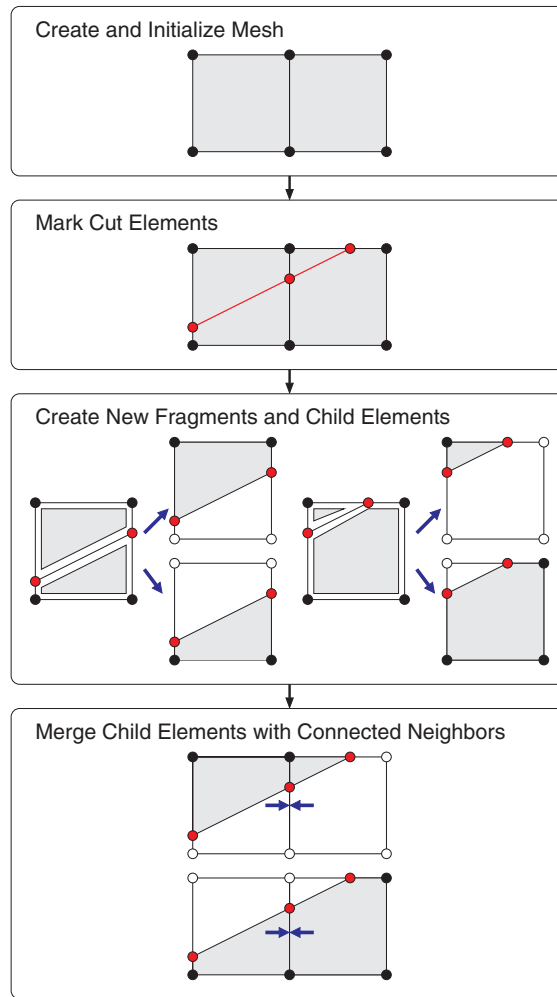 Create and Initialize Mesh
Mark Cut Elements
Create New Fragments and Child Elements
Merge Child Elements with Connected Neighbors